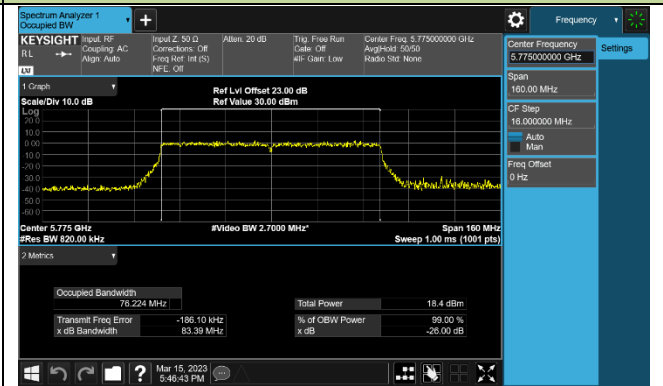 Spectrum Analyzer 1
Occupied BW
+
Frequency
KEYSIGHT
RL
LXI
Input: RF
Coupling: AC
Align: Auto
Input Z: 50 Ω
Corrections: Off
Freq Ref: Int (S)
NFE: Off
Atten: 20 dB
Trig: Free Run
Gate: Off
#IF Gain: Low
Center Freq: 5.775000000 GHz
Avg|Hold: 50/50
Radio Std: None
Center Frequency
5.775000000 GHz
Settings
Span
160.00 MHz
CF Step
16.000000 MHz
Auto
Man
Freq Offset
0 Hz
1 Graph
Scale/Div 10.0 dB
Ref Lvl Offset 23.00 dB
Ref Value 30.00 dBm
Log
20.0
10.0
0.00
-10.0
-20.0
-30.0
-40.0
-50.0
-60.0
Center 5.775 GHz
#Res BW 820.00 kHz
#Video BW 2.7000 MHz*
Span 160 MHz
Sweep 1.00 ms (1001 pts)
2 Metrics
Occupied Bandwidth
76.224 MHz
Total Power 18.4 dBm
Transmit Freq Error -186.10 kHz
% of OBW Power 99.00 %
x dB Bandwidth 83.39 MHz
x dB -26.00 dB
?
Mar 15, 2023
5:46:43 PM